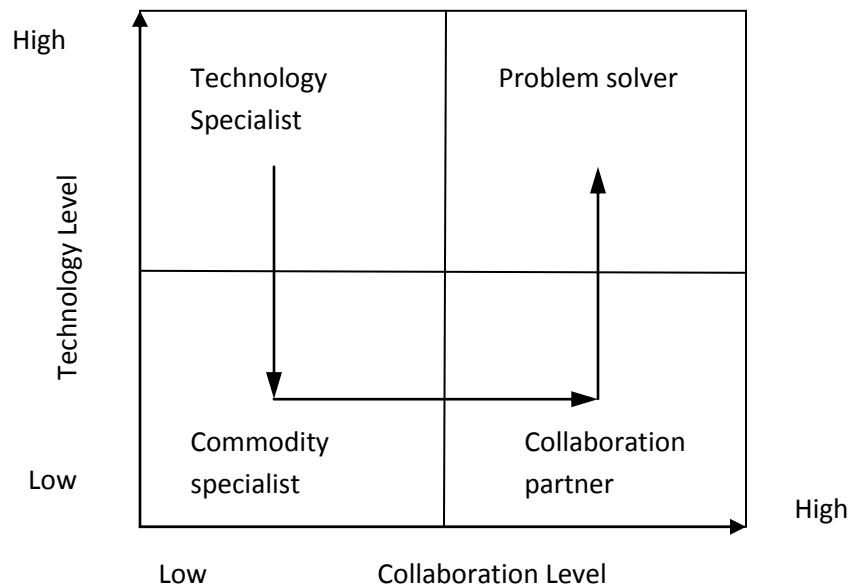 High
Technology
Specialist
Problem solver
Technology Level
Commodity
specialist
Collaboration
partner
Low
High
Low
Collaboration Level